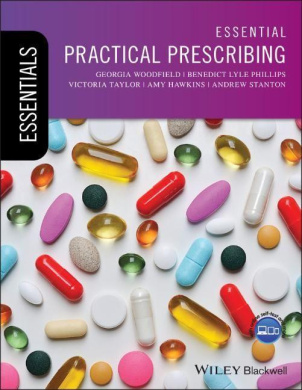 ESSENTIALS
ESSENTIAL
PRACTICAL PRESCRIBING
GEORGIA WOODFIELD | BENEDICT LYLE PHILLIPS
VICTORIA TAYLOR | AMY HAWKINS | ANDREW STANTON
WILEY Blackwell